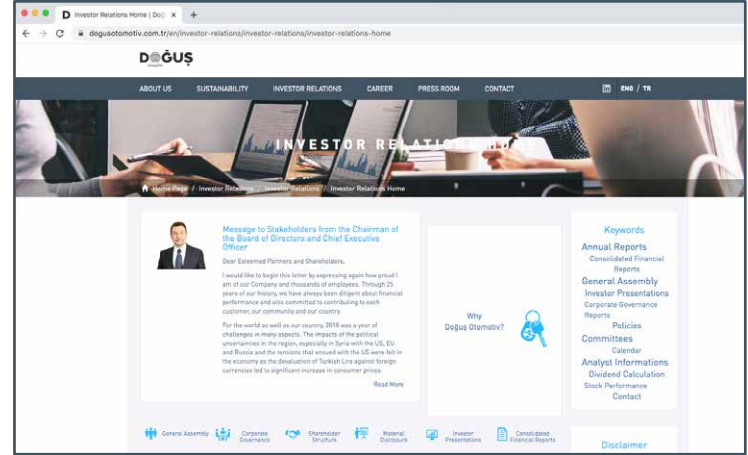 D Investor Relations Home | Doğ × +
dogusotomotiv.com.tr/en/investor-relations/investor-relations/investor-relations-home
DOĞUŞ
ABOUT US SUSTAINABILITY INVESTOR RELATIONS CAREER PRESS ROOM CONTACT in ENG / TR
INVESTOR RELATIONS HOME
Home Page / Investor Relations / Investor Relations / Investor Relations Home
Message to Stakeholders from the Chairman of
the Board of Directors and Chief Executive
Officer
Dear Esteemed Partners and Shareholders,
I would like to begin this letter by expressing again how proud I
am of our Company and thousands of employees. Through 25
years of our history, we have always been diligent about financial
performance and also committed to contributing to each
customer, our community and our country.
For the world as well as our country, 2018 was a year of
challenges in many aspects. The impacts of the political
uncertainties in the region, especially in Syria with the US, EU
and Russia and the tensions that ensued with the US were felt in
the economy as the devaluation of Turkish Lira against foreign
currencies led to significant increase in consumer prices.
Read More
Why
Doğuş Otomotiv?
Keywords
Annual Reports
Consolidated Financial
Reports
General Assembly
Investor Presentations
Corporate Governance
Reports
Policies
Committees
Calendar
Analyst Informations
Dividend Calculation
Stock Performance
Contact
General Assembly
Corporate
Governance
Shareholder
Structure
Material
Disclosure
Investor
Presentations
Consolidated
Financial Reports
Disclaimer